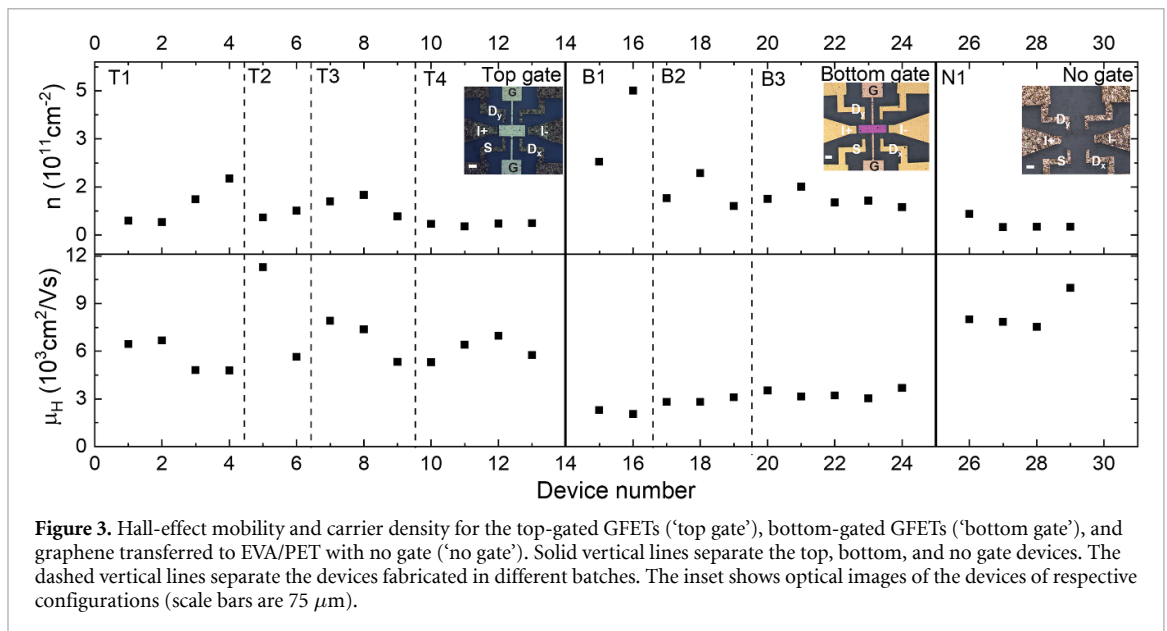 0 2 4 6 8 10 12 14 16 18 20 22 24 26 28 30
T1 T2 T3 T4 Top gate B1 B2 B3 Bottom gate N1 No gate
G G
Dy Dx Dy
I+ I- I+ I- I+ I-
S Dx S S Dx
G G
5
3
2
0
n (10¹¹cm⁻²)
12
9
6
3
0
μH (10³cm²/Vs)
0 2 4 6 8 10 12 14 16 18 20 22 24 26 28 30
Device number
Figure 3. Hall-effect mobility and carrier density for the top-gated GFETs (‘top gate’), bottom-gated GFETs (‘bottom gate’), and
graphene transferred to EVA/PET with no gate (‘no gate’). Solid vertical lines separate the top, bottom, and no gate devices. The
dashed vertical lines separate the devices fabricated in different batches. The inset shows optical images of the devices of respective
configurations (scale bars are 75 μm).